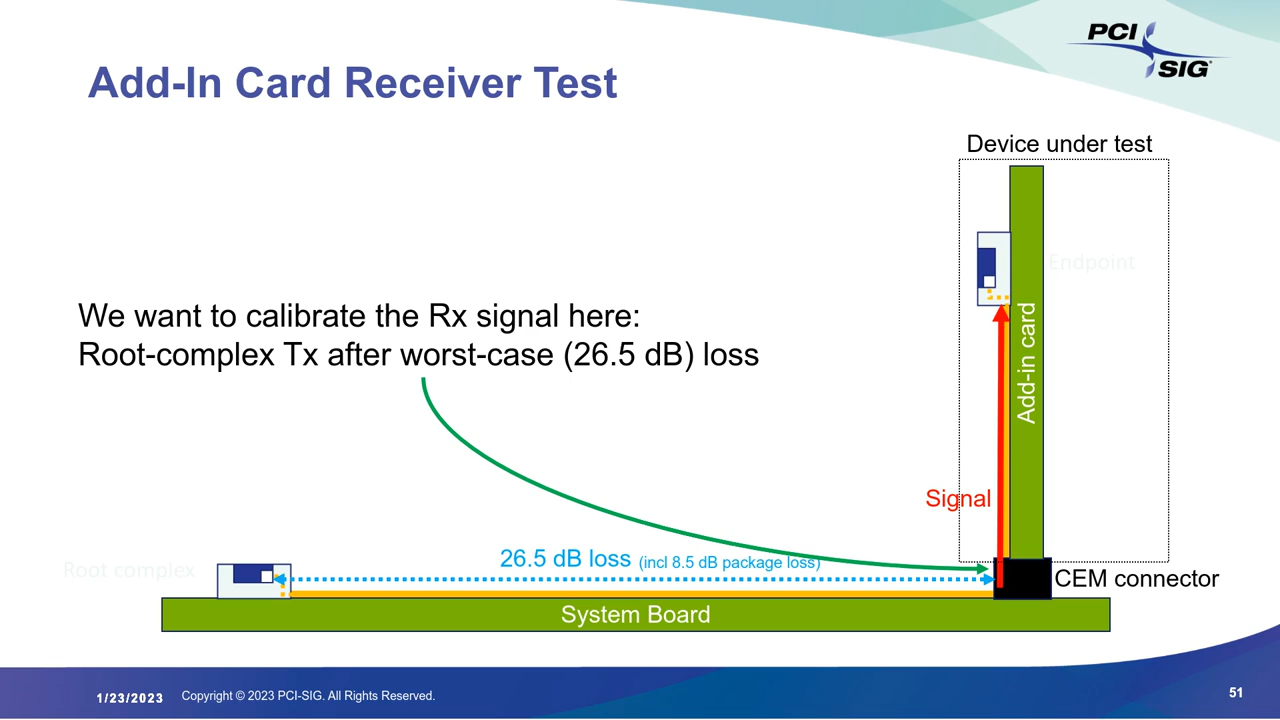 PCI
SIG
Add-In Card Receiver Test
Device under test
Endpoint
We want to calibrate the Rx signal here:
Root-complex Tx after worst-case (26.5 dB) loss
Add-in card
Signal
26.5 dB loss (incl 8.5 dB package loss)
Root complex
CEM connector
System Board
1/23/2023
Copyright © 2023 PCI-SIG. All Rights Reserved.
51